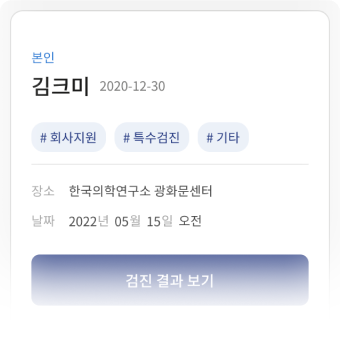 본인
김크미 2020-12-30
# 회사지원 # 특수검진 # 기타
장소 한국의학연구소 광화문센터
날짜 2022년 05월 15일 오전
검진 결과 보기